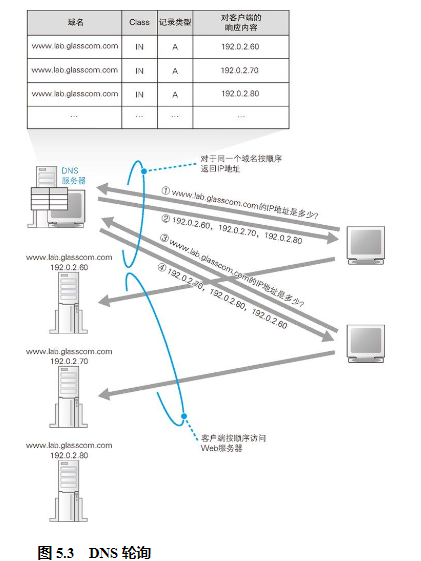 域名 Class 记录类型 对客户端的响应内容
www.lab.glasscom.com IN A 192.0.2.60
www.lab.glasscom.com IN A 192.0.2.70
www.lab.glasscom.com IN A 192.0.2.80
… … … …
DNS
服务器
对于同一个域名按顺序
返回IP地址
① www.lab.glasscom.com的IP地址是多少?
② 192.0.2.60、192.0.2.70、192.0.2.80
③ www.lab.glasscom.com的IP地址是多少?
④ 192.0.2.70、192.0.2.80、192.0.2.60
www.lab.glasscom.com
192.0.2.60
www.lab.glasscom.com
192.0.2.70
客户端按顺序访问
Web服务器
www.lab.glasscom.com
192.0.2.80
图 5.3 DNS 轮询